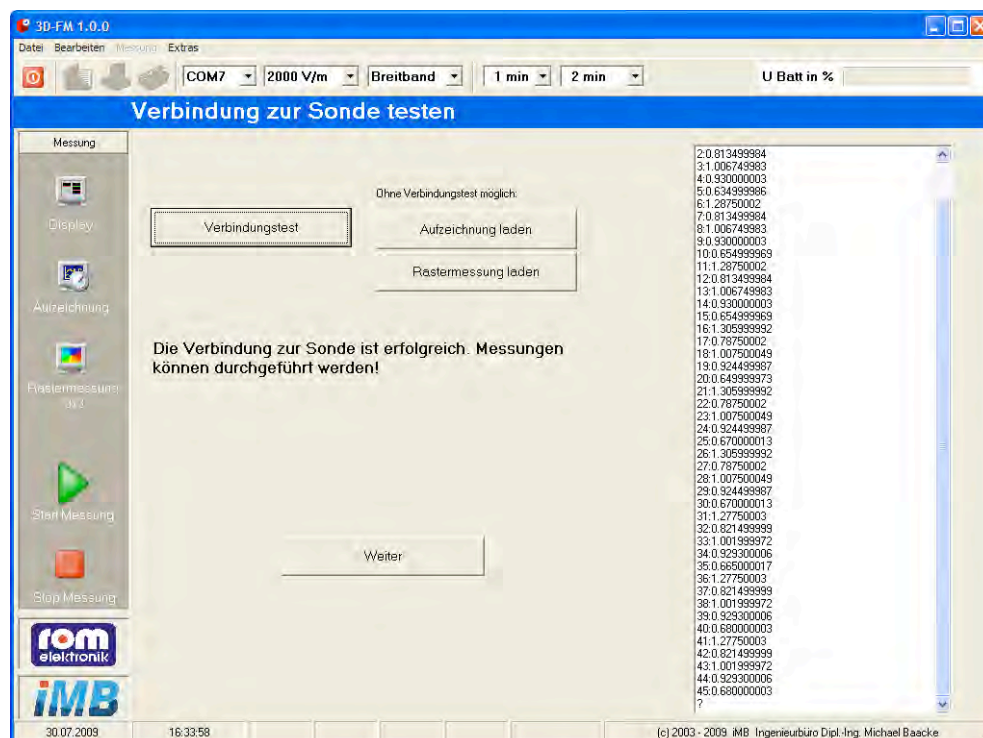 3D-FM 1.0.0
Datei Bearbeiten Messung Extras
COM7 2000 V/m Breitband 1 min 2 min U Batt in %
Verbindung zur Sonde testen
Messung
Display
Aufzeichnung
Rastermessung
3x3
Start Messung
Stop Messung
rom
elektronik
iMB
Ohne Verbindungstest möglich:
Verbindungstest
Aufzeichnung laden
Rastermessung laden
Die Verbindung zur Sonde ist erfolgreich. Messungen
können durchgeführt werden!
Weiter
2:0.813499984
3:1.006749983
4:0.930000003
5:0.634999986
6:1.28750002
7:0.813499984
8:1.006749983
9:0.930000003
10:0.654999969
11:1.28750002
12:0.813499984
13:1.006749983
14:0.930000003
15:0.654999969
16:1.305999992
17:0.78750002
18:1.007500049
19:0.924499987
20:0.649999973
21:1.305999992
22:0.78750002
23:1.007500049
24:0.924499987
25:0.670000013
26:1.305999992
27:0.78750002
28:1.007500049
29:0.924499987
30:0.670000013
31:1.27750003
32:0.821499999
33:1.001999972
34:0.929300006
35:0.665000017
36:1.27750003
37:0.821499999
38:1.001999972
39:0.929300006
40:0.680000003
41:1.27750003
42:0.821499999
43:1.001999972
44:0.929300006
45:0.680000003
?
30.07.2009 16:33:58 (c) 2003 - 2009 iMB Ingenieurbüro Dipl.-Ing. Michael Baacke